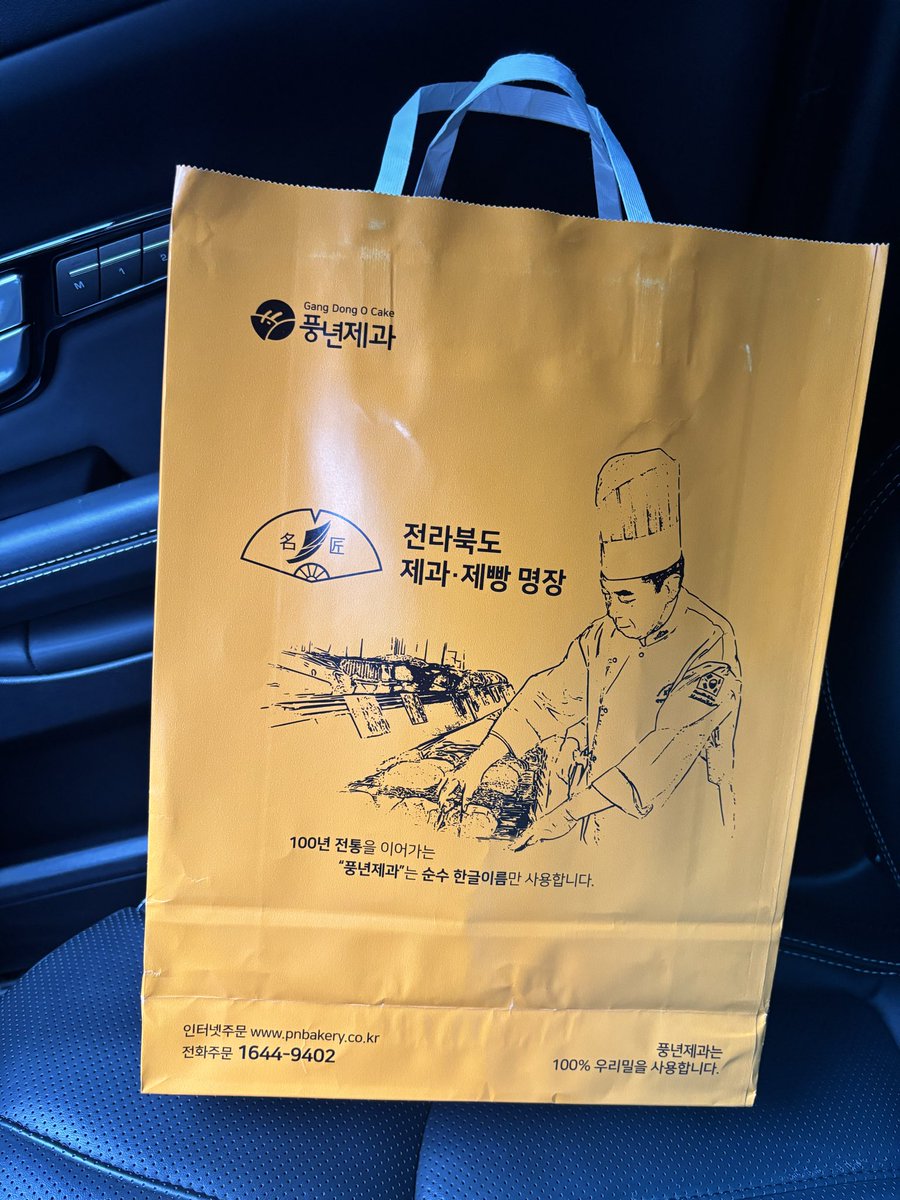 M 1 2
Gang Dong O Cake
풍년제과
名 匠
전라북도
제과·제빵 명장
100년 전통을 이어가는
“풍년제과”는 순수 한글이름만 사용합니다.
인터넷주문 www.pnbakery.co.kr
전화주문 1644-9402
풍년제과는
100% 우리밀을 사용합니다.